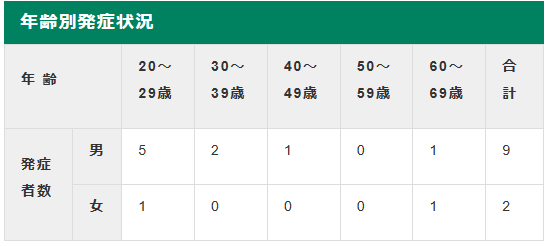 年齢別発症状況
年 齢 20～29歳 30～39歳 40～49歳 50～59歳 60～69歳 合計
発症者数 男 5 2 1 0 1 9
女 1 0 0 0 1 2